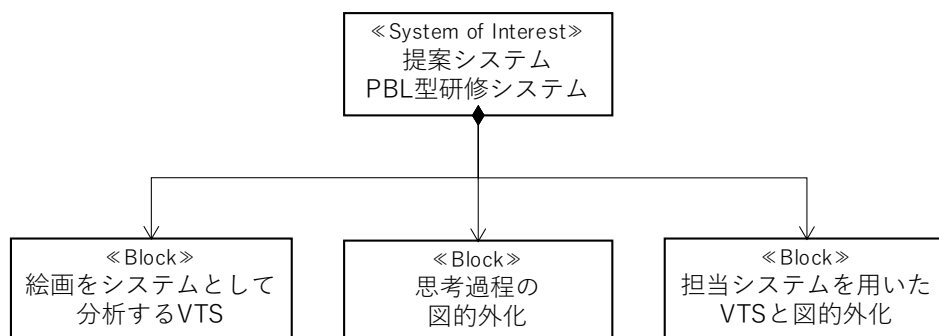 ≪System of Interest≫
提案システム
PBL型研修システム
≪Block≫
絵画をシステムとして
分析するVTS
≪Block≫
思考過程の
図的外化
≪Block≫
担当システムを用いた
VTSと図的外化